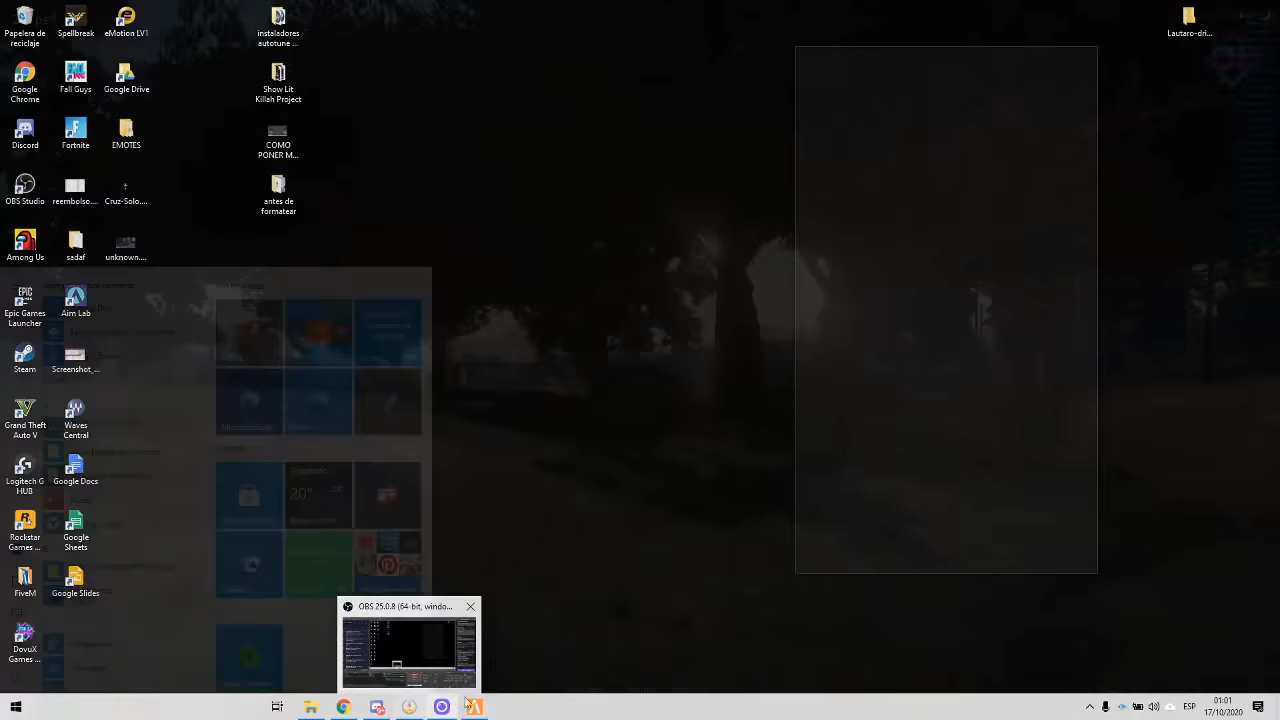 Papelera de
reciclaje
Spellbreak
eMotion LV1
instaladores
autotune ...
Lautaro-dri...
Google
Chrome
Fall Guys
Google Drive
Show Lit
Killah Project
Discord
Fortnite
EMOTES
COMO
PONER M...
OBS Studio
reembolso....
Cruz-Solo....
antes de
formatear
Among Us
sadaf
unknown....
EPIC
Epic Games
Launcher
Aim Lab
Steam
Screenshot_...
Grand Theft
Auto V
Waves
Central
Logitech G
HUB
Google Docs
20°
Rockstar
Games ...
Google
Sheets
FiveM
Google Slides
OBS 25.0.8 (64-bit, windo...
ESP
01:01
17/10/2020